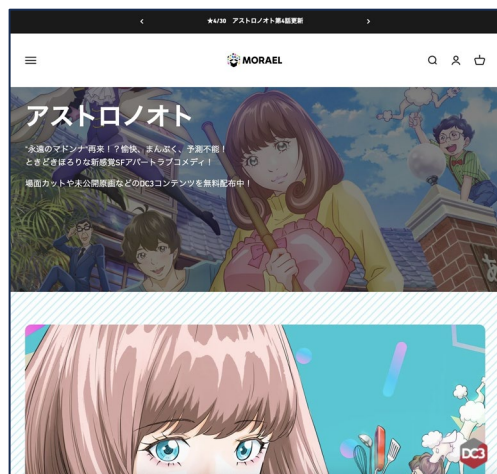 ★4/30 アストロノオト第4話更新
MORAEL
アストロノオト
"永遠のマドンナ"再来！？愉快、まんぷく、予測不能！
ときどきほろりな新感覚SFアパートラブコメディ！
場面カットや未公開原画などのDC3コンテンツを無料配布中！
DC3